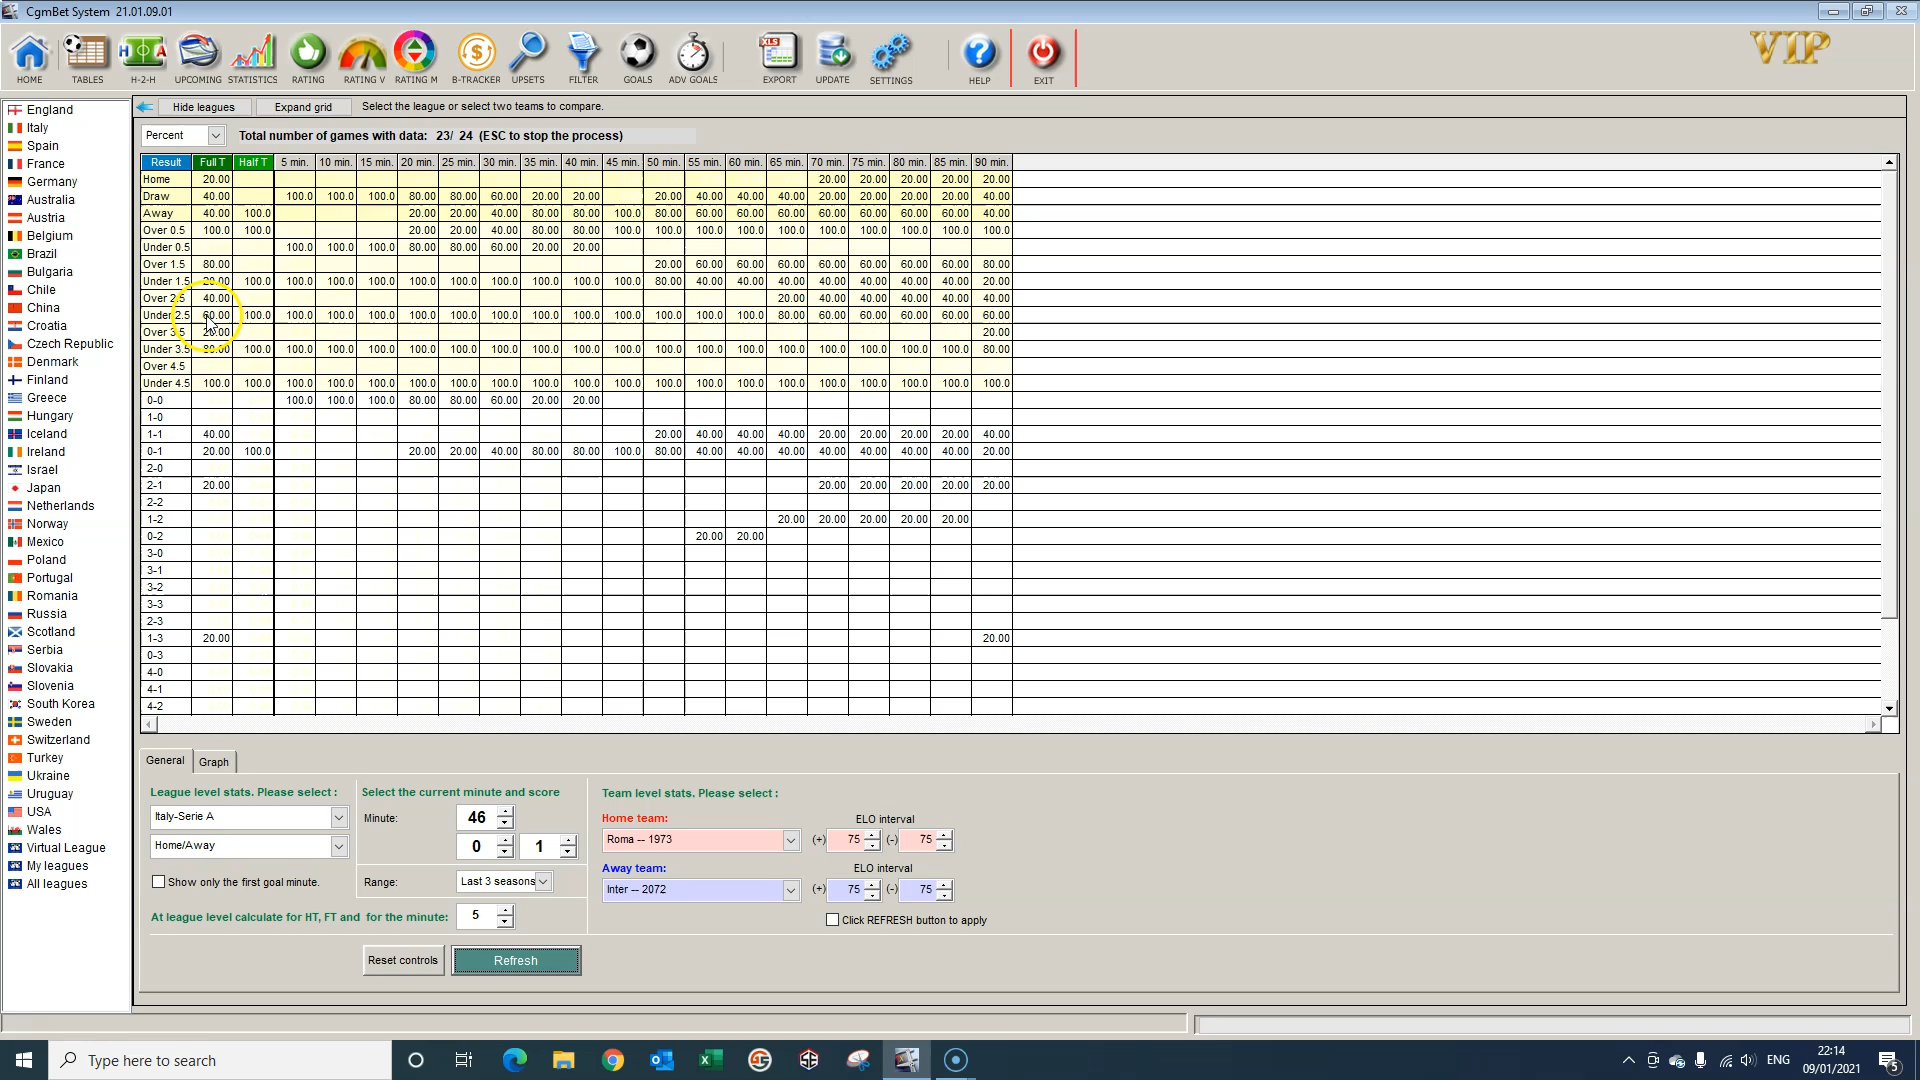 CgmBet System 21.01.09.01
HOME TABLES H-2-H UPCOMING STATISTICS RATING RATING V RATING M B-TRACKER UPSETS FILTER GOALS ADV GOALS EXPORT UPDATE SETTINGS HELP EXIT
VIP
England
Italy
Spain
France
Germany
Australia
Austria
Belgium
Brazil
Bulgaria
Chile
China
Croatia
Czech Republic
Denmark
Finland
Greece
Hungary
Iceland
Ireland
Israel
Japan
Netherlands
Norway
Mexico
Poland
Portugal
Romania
Russia
Scotland
Serbia
Slovakia
Slovenia
South Korea
Sweden
Switzerland
Turkey
Ukraine
Uruguay
USA
Wales
Virtual League
My leagues
All leagues
Hide leagues Expand grid Select the league or select two teams to compare.
Percent Total number of games with data: 23/ 24 (ESC to stop the process)
Result Full T Half T 5 min. 10 min. 15 min. 20 min. 25 min. 30 min. 35 min. 40 min. 45 min. 50 min. 55 min. 60 min. 65 min. 70 min. 75 min. 80 min. 85 min. 90 min.
Home 20.00 20.00 20.00 20.00 20.00 20.00
Draw 40.00 100.0 100.0 100.0 80.00 80.00 60.00 20.00 20.00 20.00 40.00 40.00 40.00 20.00 20.00 20.00 20.00 40.00
Away 40.00 100.0 20.00 20.00 40.00 80.00 80.00 100.0 80.00 60.00 60.00 60.00 60.00 60.00 60.00 60.00 40.00
Over 0.5 100.0 100.0 20.00 20.00 40.00 80.00 80.00 100.0 100.0 100.0 100.0 100.0 100.0 100.0 100.0 100.0 100.0
Under 0.5 100.0 100.0 100.0 80.00 80.00 60.00 20.00 20.00
Over 1.5 80.00 20.00 60.00 60.00 60.00 60.00 60.00 60.00 60.00 80.00
Under 1.5 20.00 100.0 100.0 100.0 100.0 100.0 100.0 100.0 100.0 100.0 100.0 80.00 40.00 40.00 40.00 40.00 40.00 40.00 40.00 20.00
Over 2.5 40.00 20.00 40.00 40.00 40.00 40.00 40.00
Under 2.5 60.00 100.0 100.0 100.0 100.0 100.0 100.0 100.0 100.0 100.0 100.0 100.0 100.0 100.0 80.00 60.00 60.00 60.00 60.00 60.00
Over 3.5 20.00 20.00
Under 3.5 80.00 100.0 100.0 100.0 100.0 100.0 100.0 100.0 100.0 100.0 100.0 100.0 100.0 100.0 100.0 100.0 100.0 100.0 100.0 80.00
Over 4.5
Under 4.5 100.0 100.0 100.0 100.0 100.0 100.0 100.0 100.0 100.0 100.0 100.0 100.0 100.0 100.0 100.0 100.0 100.0 100.0 100.0 100.0
0-0 100.0 100.0 100.0 80.00 80.00 60.00 20.00 20.00
1-0
1-1 40.00 20.00 40.00 40.00 40.00 20.00 20.00 20.00 20.00 40.00
0-1 20.00 100.0 20.00 20.00 40.00 80.00 80.00 100.0 80.00 40.00 40.00 40.00 40.00 40.00 40.00 40.00 20.00
2-0
2-1 20.00 20.00 20.00 20.00 20.00 20.00
2-2
1-2 20.00 20.00 20.00 20.00 20.00
0-2 20.00 20.00
3-0
3-1
3-2
3-3
2-3
1-3 20.00 20.00
0-3
4-0
4-1
4-2
General Graph
League level stats. Please select :
Italy-Serie A
Home/Away
Show only the first goal minute.
At league level calculate for HT, FT and for the minute: 5
Select the current minute and score
Minute: 46
0 1
Range: Last 3 seasons
Team level stats. Please select :
Home team: ELO interval
Roma -- 1973 (+) 75 (-) 75
Away team: ELO interval
Inter -- 2072 (+) 75 (-) 75
Click REFRESH button to apply
Reset controls Refresh
Type here to search
ENG
22:14
09/01/2021
5